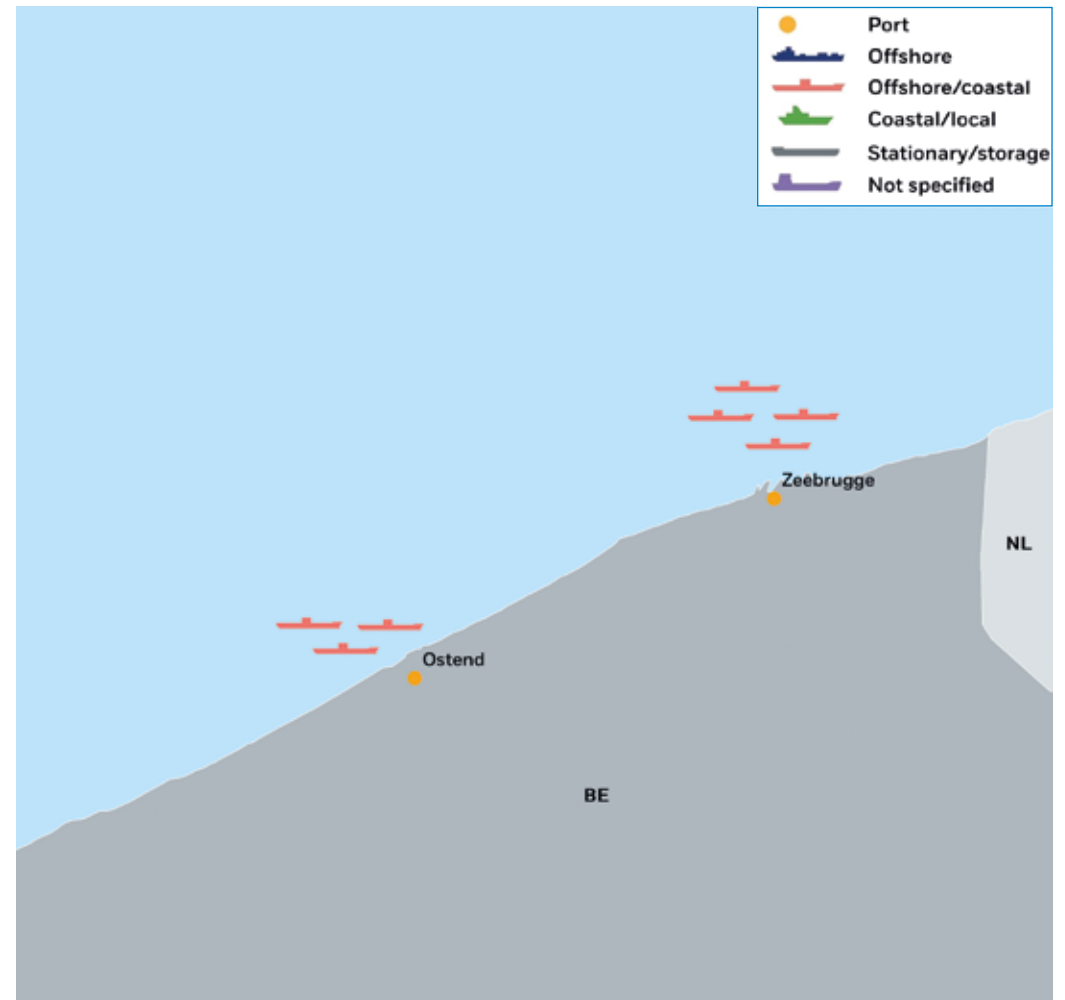 Port
Offshore
Offshore/coastal
Coastal/local
Stationary/storage
Not specified
Zeebrugge
NL
Ostend
BE